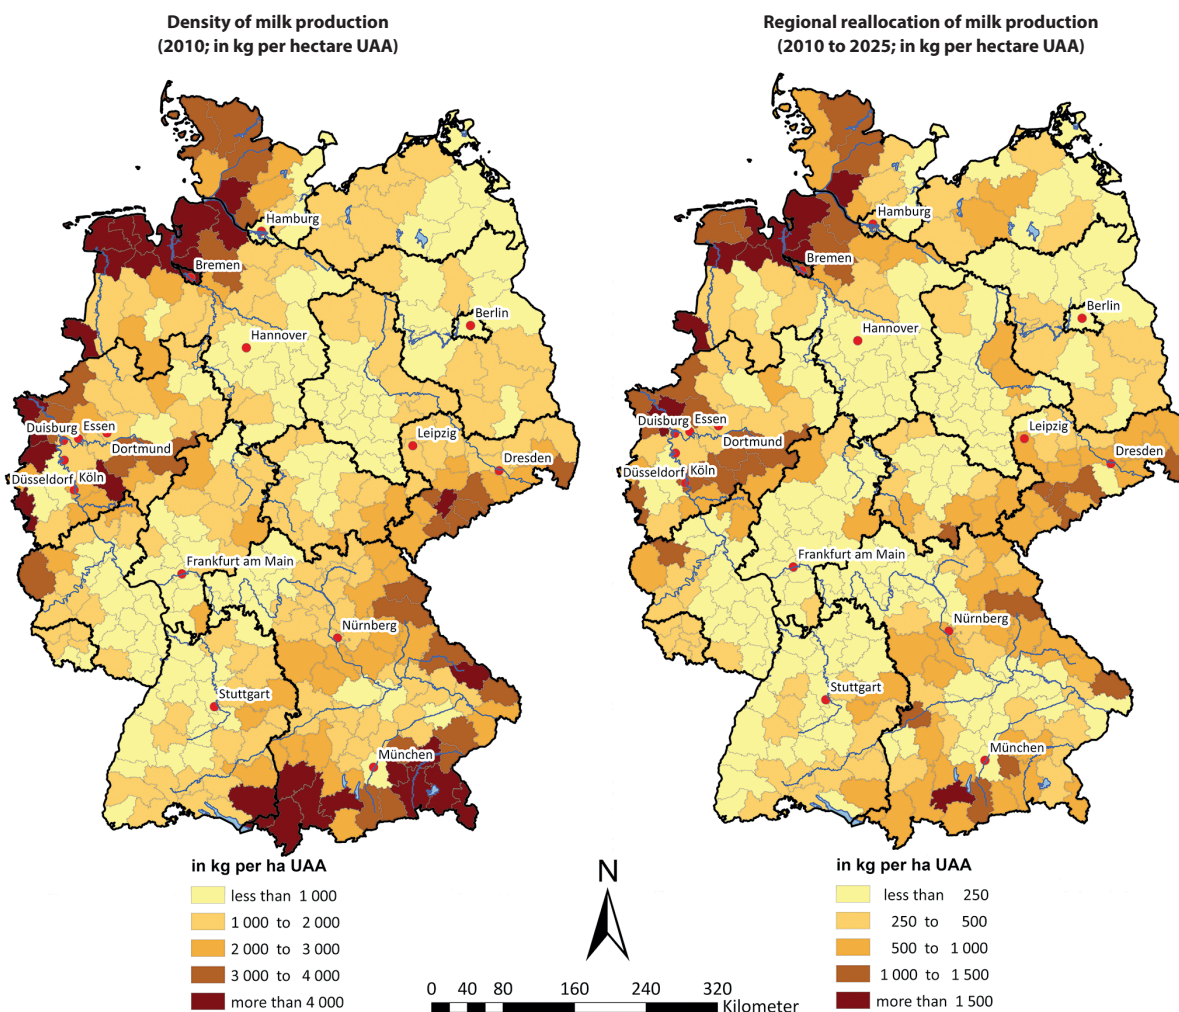 Density of milk production
(2010; in kg per hectare UAA)
Regional reallocation of milk production
(2010 to 2025; in kg per hectare UAA)
Hamburg
Bremen
Berlin
Hannover
Duisburg
Essen
Dortmund
Düsseldorf
Köln
Leipzig
Dresden
Frankfurt am Main
Nürnberg
Stuttgart
München
Hamburg
Bremen
Berlin
Hannover
Duisburg
Essen
Dortmund
Düsseldorf
Köln
Leipzig
Dresden
Frankfurt am Main
Nürnberg
Stuttgart
München
in kg per ha UAA
less than 1 000
1 000 to 2 000
2 000 to 3 000
3 000 to 4 000
more than 4 000
N
0 40 80 160 240 320
Kilometer
in kg per ha UAA
less than 250
250 to 500
500 to 1 000
1 000 to 1 500
more than 1 500